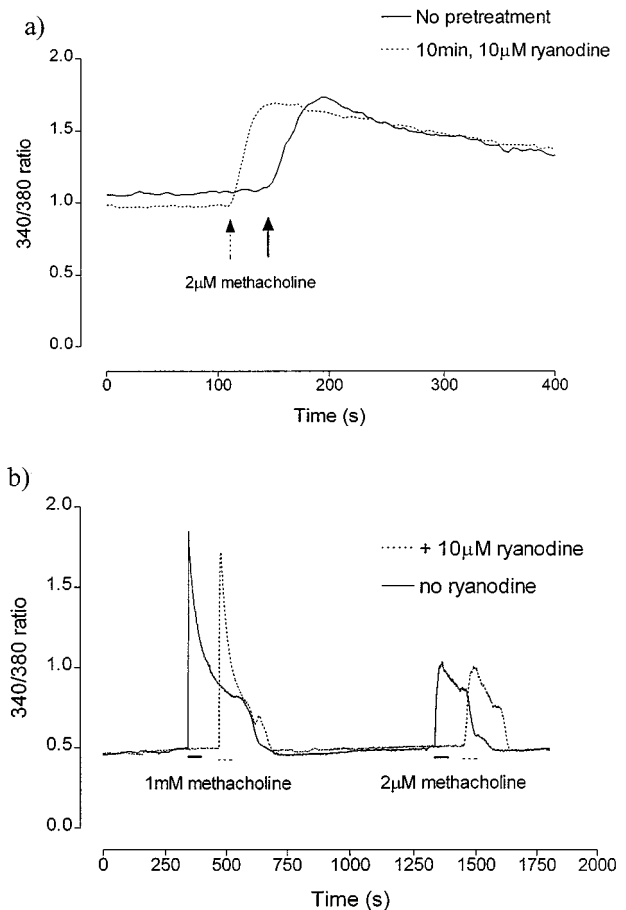 a)
No pretreatment
10min, 10μM ryanodine
2.0
1.5
1.0
0.5
0.0
340/380 ratio
2μM methacholine
0 100 200 300 400
Time (s)
b)
2.0
1.5
1.0
0.5
0.0
340/380 ratio
+ 10μM ryanodine
no ryanodine
1mM methacholine
2μM methacholine
0 250 500 750 1000 1250 1500 1750 2000
Time (s)